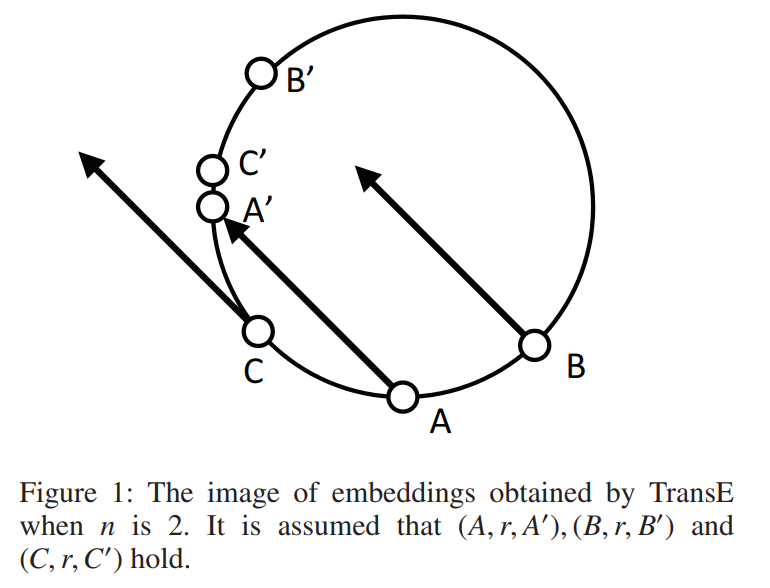 B’
C’
A’
C
B
A
Figure 1: The image of embeddings obtained by TransE
when n is 2. It is assumed that (A, r, A′), (B, r, B′) and
(C, r, C′) hold.